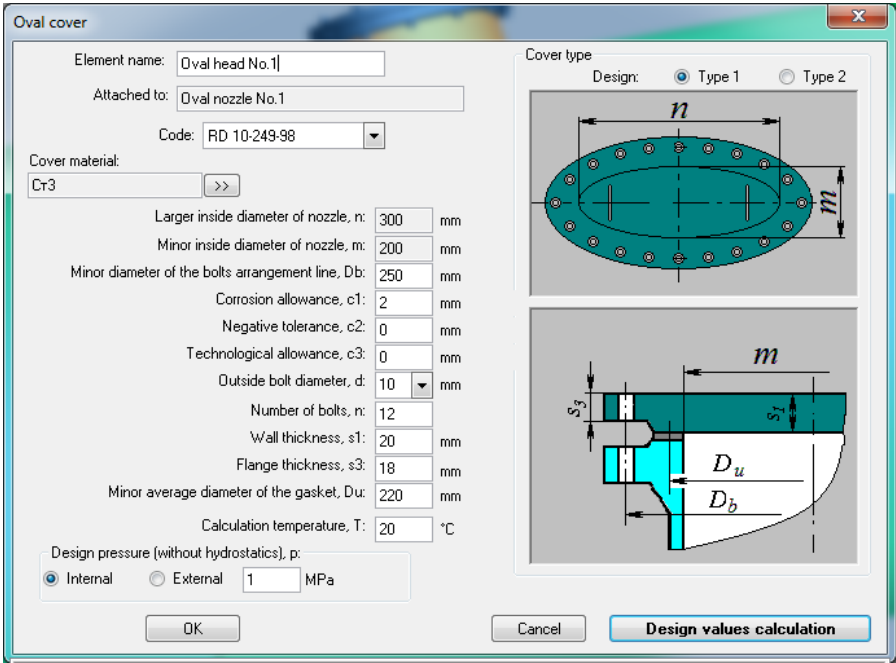 Oval cover
x
Element name: Oval head No.1
Attached to: Oval nozzle No.1
Code: RD 10-249-98
Cover material:
Ст3 >>
Larger inside diameter of nozzle, n: 300 mm
Minor inside diameter of nozzle, m: 200 mm
Minor diameter of the bolts arrangement line, Db: 250 mm
Corrosion allowance, c1: 2 mm
Negative tolerance, c2: 0 mm
Technological allowance, c3: 0 mm
Outside bolt diameter, d: 10 mm
Number of bolts, n: 12
Wall thickness, s1: 20 mm
Flange thickness, s3: 18 mm
Minor average diameter of the gasket, Du: 220 mm
Calculation temperature, T: 20 °C
Design pressure (without hydrostatics), p:
Internal External 1 MPa
Cover type
Design: Type 1 Type 2
n
m
m
s3
s1
Du
Db
OK Cancel Design values calculation